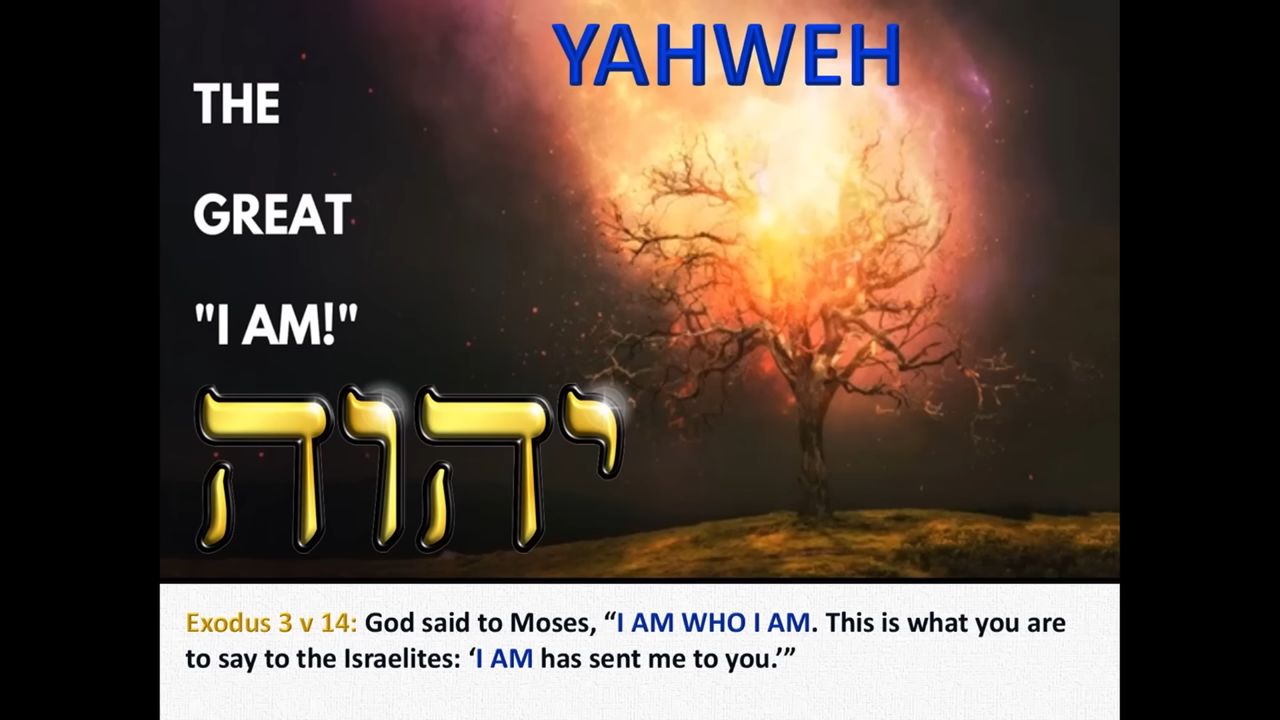 YAHWEH
THE
GREAT
"I AM!"
יהוה
Exodus 3 v 14: God said to Moses, “I AM WHO I AM. This is what you are
to say to the Israelites: ‘I AM has sent me to you.’”